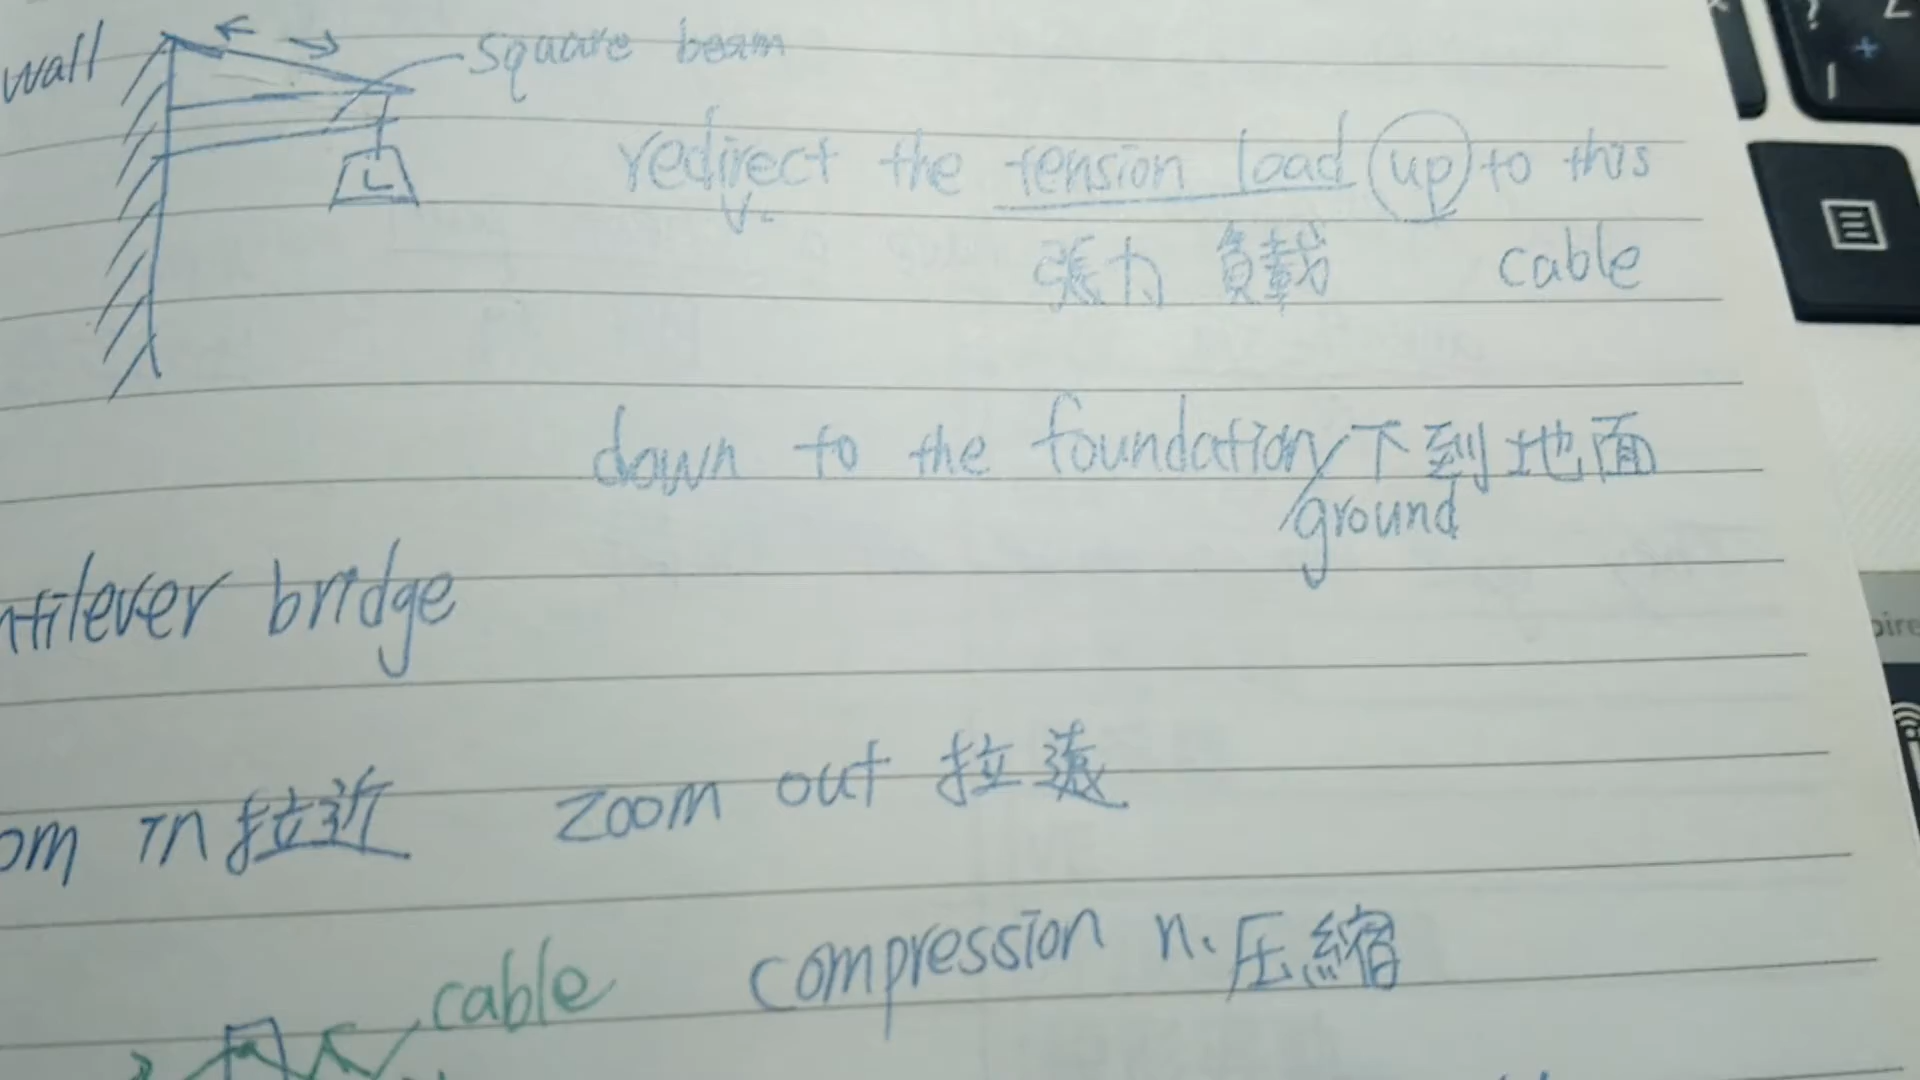 wall
square beam
L
redirect the tension load up to this
v.
張力 負載 cable
down to the foundation/下到地面
ground
ntilever bridge
om in 拉近 zoom out 拉遠
compression n. 压縮
cable